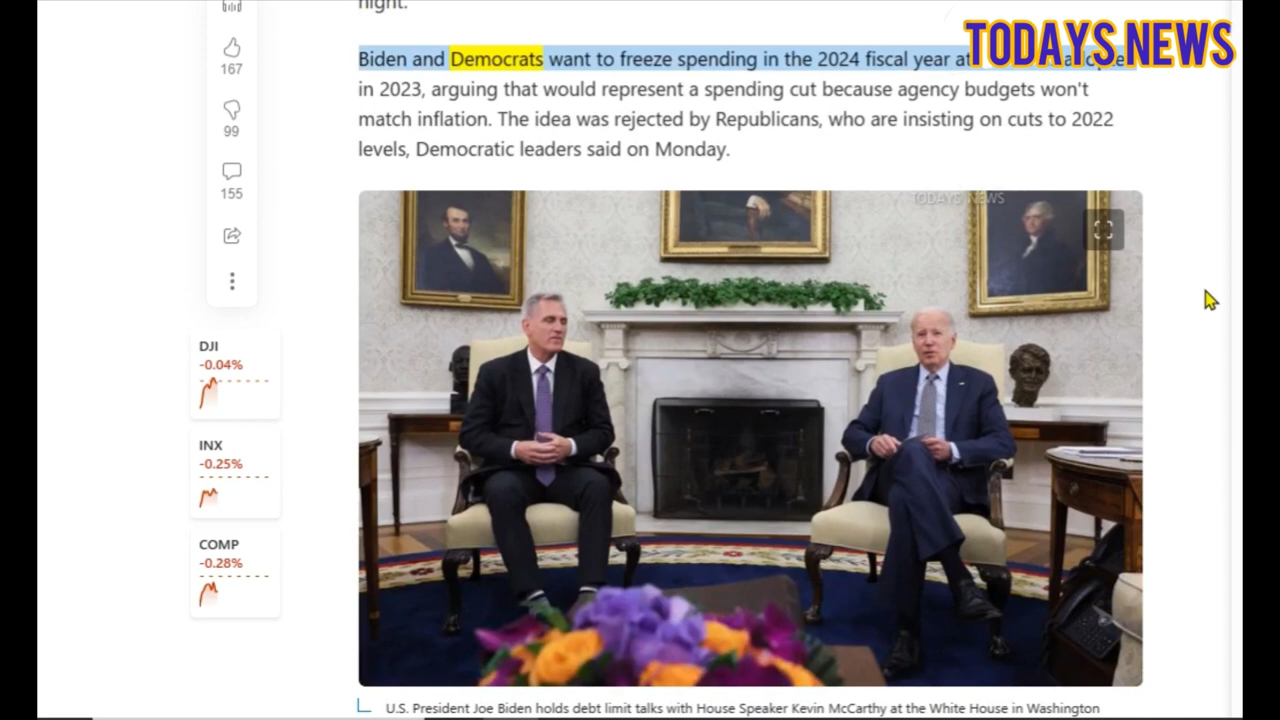 night.
TODAYS NEWS
167
99
155
Biden and Democrats want to freeze spending in the 2024 fiscal year at
in 2023, arguing that would represent a spending cut because agency budgets won't
match inflation. The idea was rejected by Republicans, who are insisting on cuts to 2022
levels, Democratic leaders said on Monday.
TODAYS NEWS
DJI
-0.04%
INX
-0.25%
COMP
-0.28%
U.S. President Joe Biden holds debt limit talks with House Speaker Kevin McCarthy at the White House in Washington